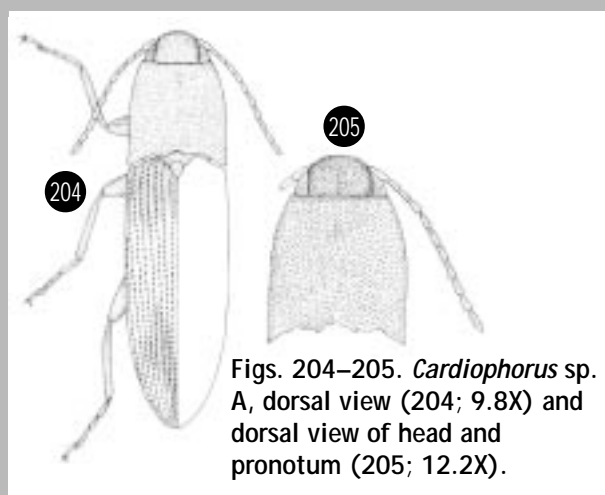 205
204
Figs. 204–205. Cardiophorus sp.
A, dorsal view (204; 9.8X) and
dorsal view of head and
pronotum (205; 12.2X).